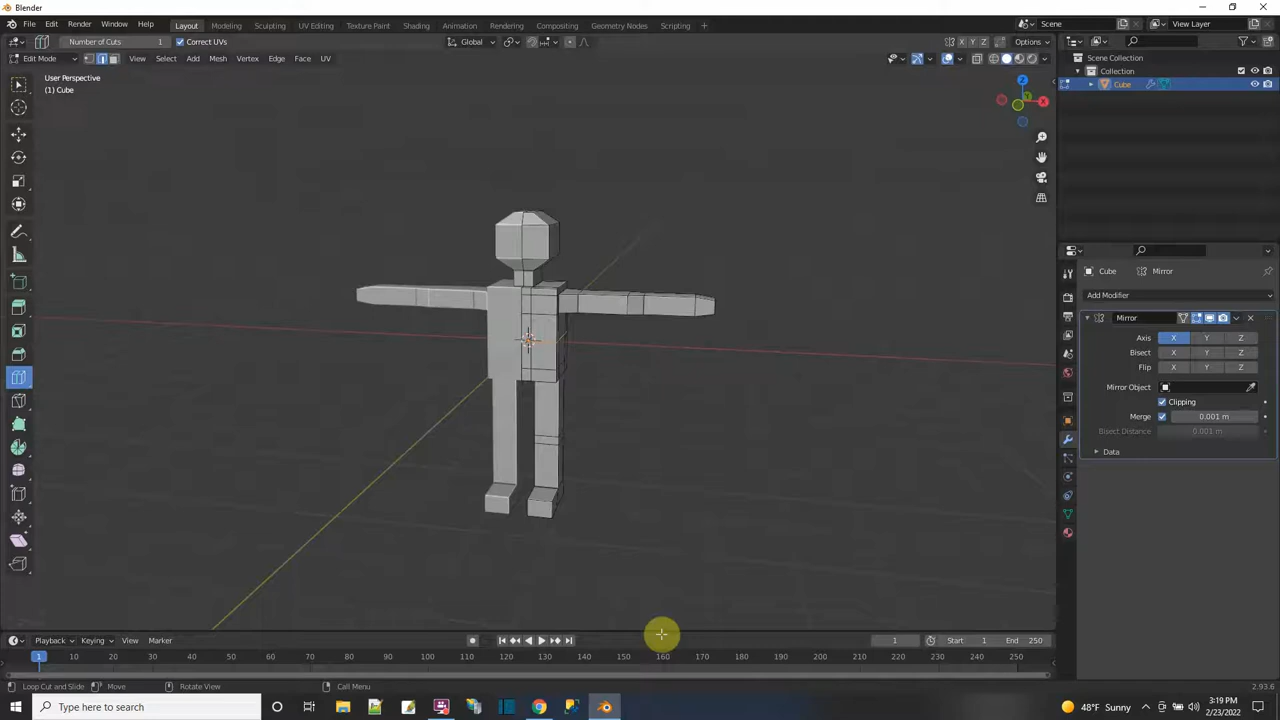 Blender
File Edit Render Window Help Layout Modeling Sculpting UV Editing Texture Paint Shading Animation Rendering Compositing Geometry Nodes Scripting + Scene View Layer
Number of Cuts 1 Correct UVs Global X Y Z Options
Edit Mode View Select Add Mesh Vertex Edge Face UV
User Perspective
(1) Cube
Scene Collection
Collection
Cube
Z
X
Cube Mirror
Add Modifier
Mirror
Axis X Y Z
Bisect X Y Z
Flip X Y Z
Mirror Object
Clipping
Merge 0.001 m
Bisect Distance 0.001 m
Data
Playback Keying View Marker 1 Start 1 End 250
1 10 20 30 40 50 60 70 80 90 100 110 120 130 140 150 160 170 180 190 200 210 220 230 240 250
Loop Cut and Slide Move Rotate View Call Menu 2.93.6
Type here to search 48°F Sunny 3:19 PM
2/23/2022